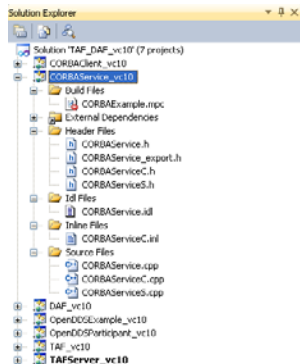 Solution Explorer
Solution 'TAF_DAF_vc10' (7 projects)
CORBAClient_vc10
CORBAService_vc10
Build Files
CORBAExample.mpc
External Dependencies
Header Files
CORBAService.h
CORBAService_export.h
CORBAServiceC.h
CORBAServiceS.h
Idl Files
CORBAService.idl
Inline Files
CORBAServiceC.inl
Source Files
CORBAService.cpp
CORBAServiceC.cpp
CORBAServiceS.cpp
DAF_vc10
OpenDDSExample_vc10
OpenDDSParticipant_vc10
TAF_vc10
TAFServer_vc10